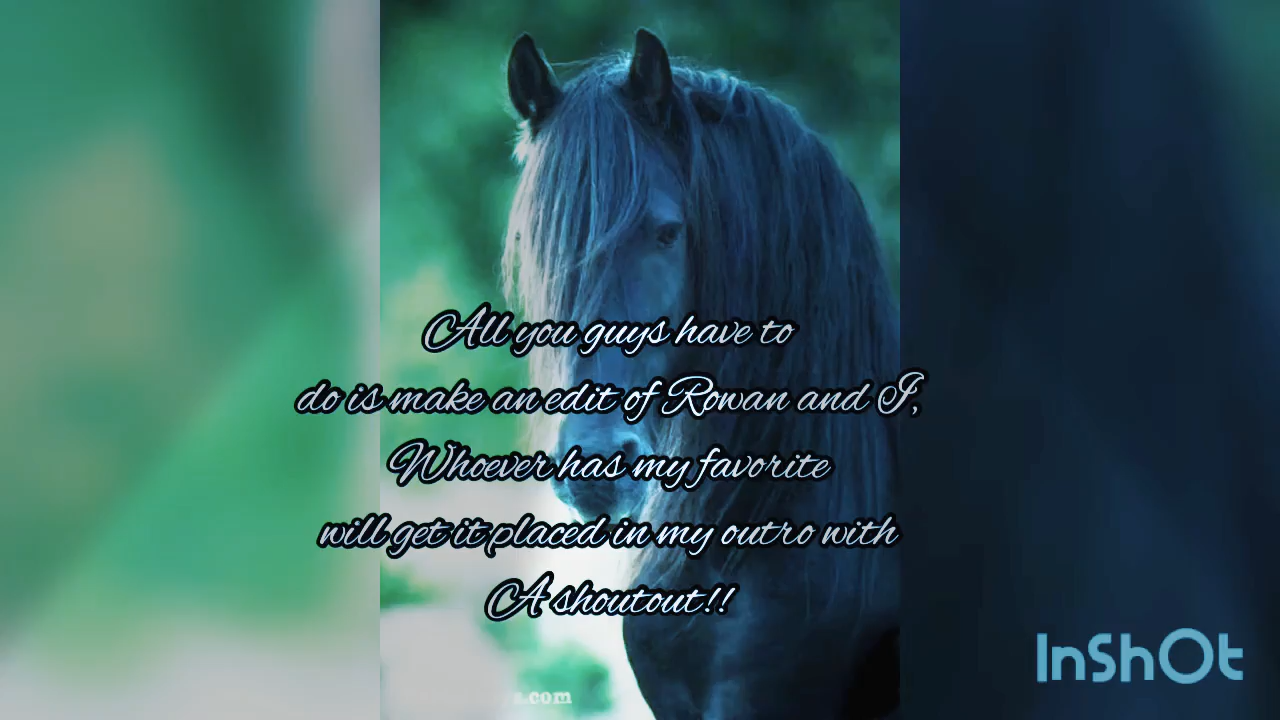 All you guys have to
do is make an edit of Rowan and I,
Whoever has my favorite
will get it placed in my outro with
A shoutout!!
InShOt